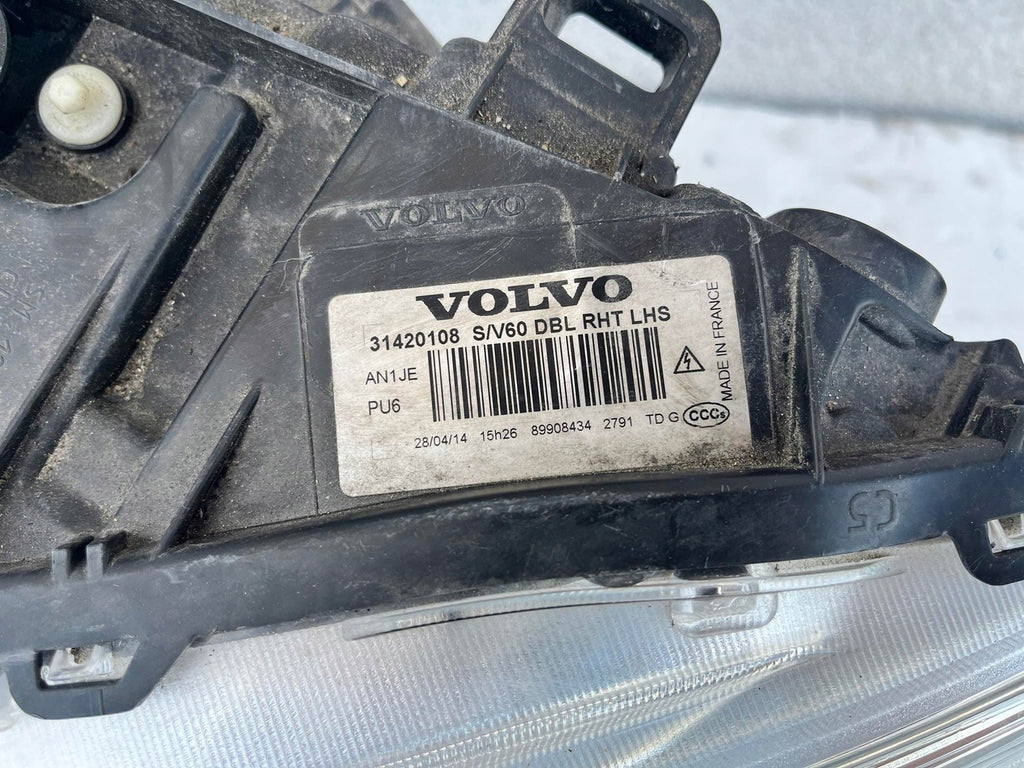 VOLVO
VOLVO
31420108 S/V60 DBL RHT LHS
AN1JE
PU6
28/04/14 15h26 89908434 2791 TD G
CCCs
MADE IN FRANCE
C5